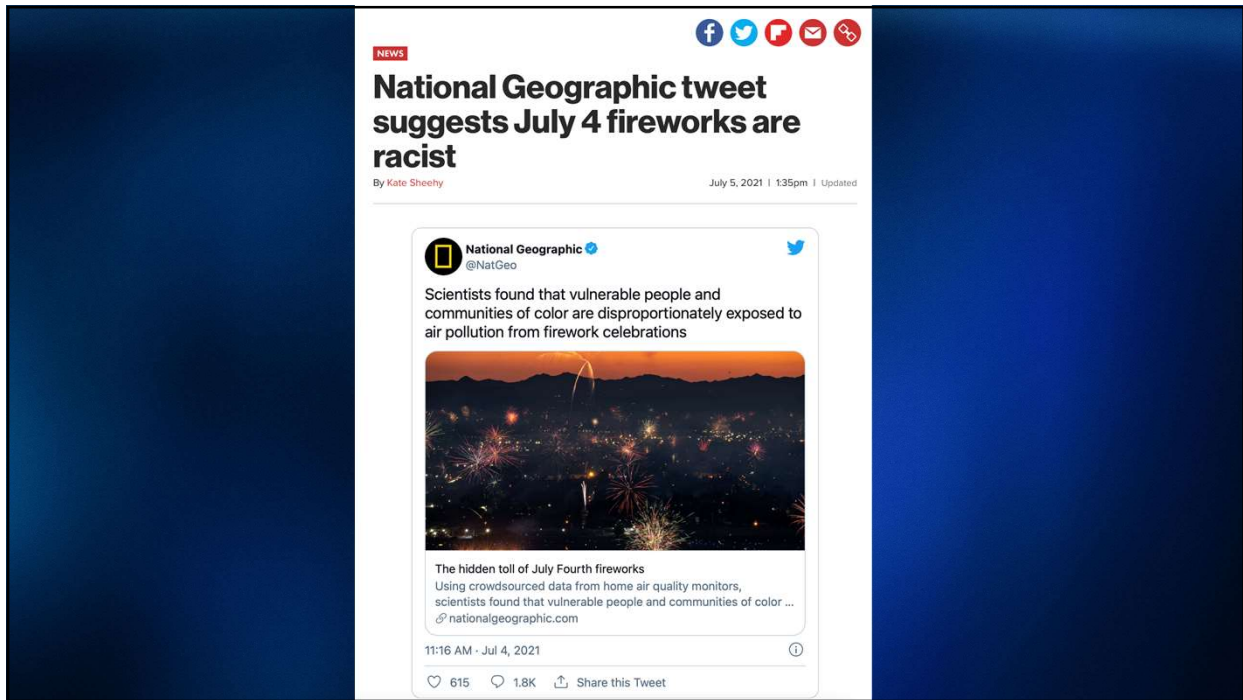 NEWS
National Geographic tweet
suggests July 4 fireworks are
racist
By Kate Sheehy July 5, 2021 | 1:35pm | Updated
National Geographic
@NatGeo
Scientists found that vulnerable people and
communities of color are disproportionately exposed to
air pollution from firework celebrations
The hidden toll of July Fourth fireworks
Using crowdsourced data from home air quality monitors,
scientists found that vulnerable people and communities of color ...
nationalgeographic.com
11:16 AM · Jul 4, 2021
615 1.8K Share this Tweet